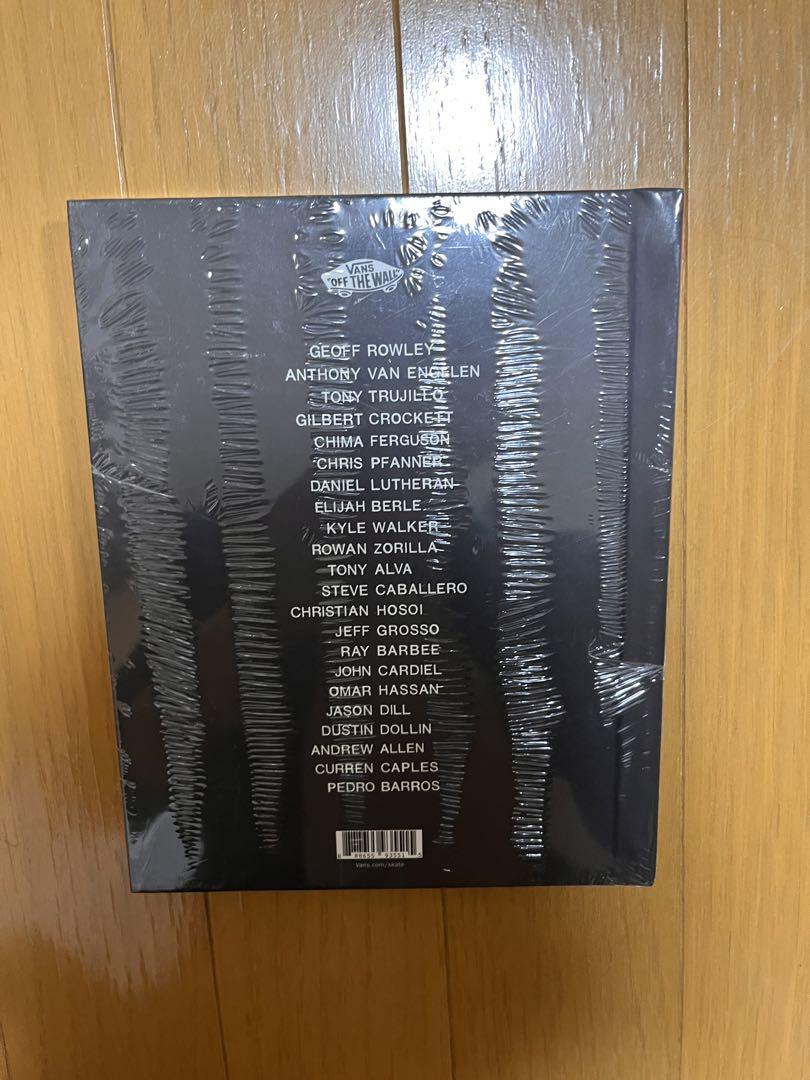 VANS
"OFF THE WALL"
GEOFF ROWLEY
ANTHONY VAN ENGELEN
TONY TRUJILLO
GILBERT CROCKETT
CHIMA FERGUSON
CHRIS PFANNER
DANIEL LUTHERAN
ELIJAH BERLE
KYLE WALKER
ROWAN ZORILLA
TONY ALVA
STEVE CABALLERO
CHRISTIAN HOSOI
JEFF GROSSO
RAY BARBEE
JOHN CARDIEL
OMAR HASSAN
JASON DILL
DUSTIN DOLLIN
ANDREW ALLEN
CURREN CAPLES
PEDRO BARROS
93551
Vans.com/skate